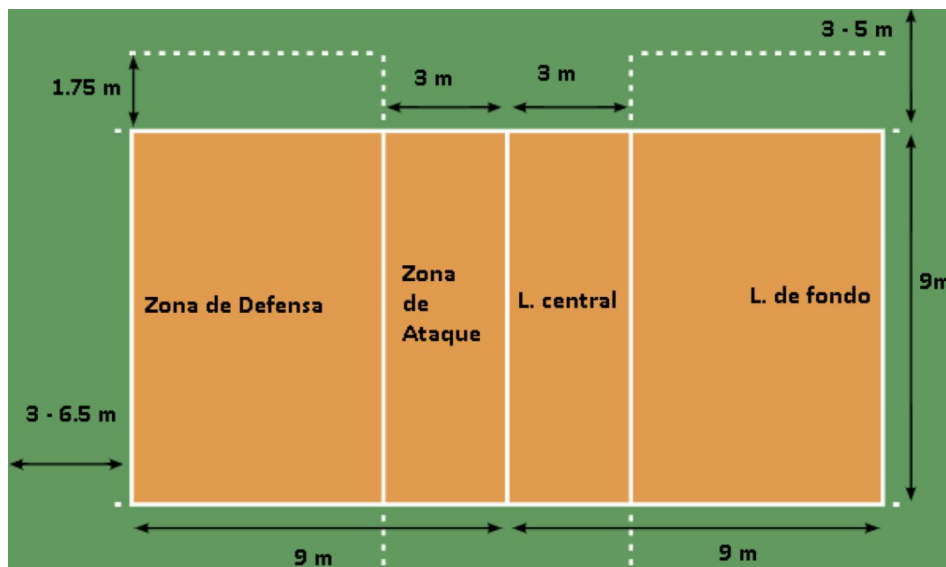 3 - 5 m
1.75 m
3 m
3 m
Zona de Defensa
Zona
de
Ataque
L. central
L. de fondo
9m
3 - 6.5 m
9 m
9 m